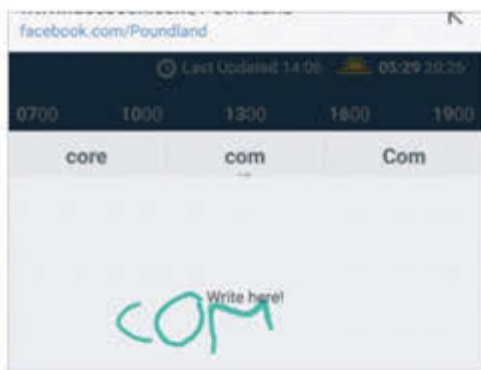 facebook.com/Poundland
Last Updated 14:06 05:29 20:26
0700 1000 1300 1600 1900
core com Com
Write here!
com